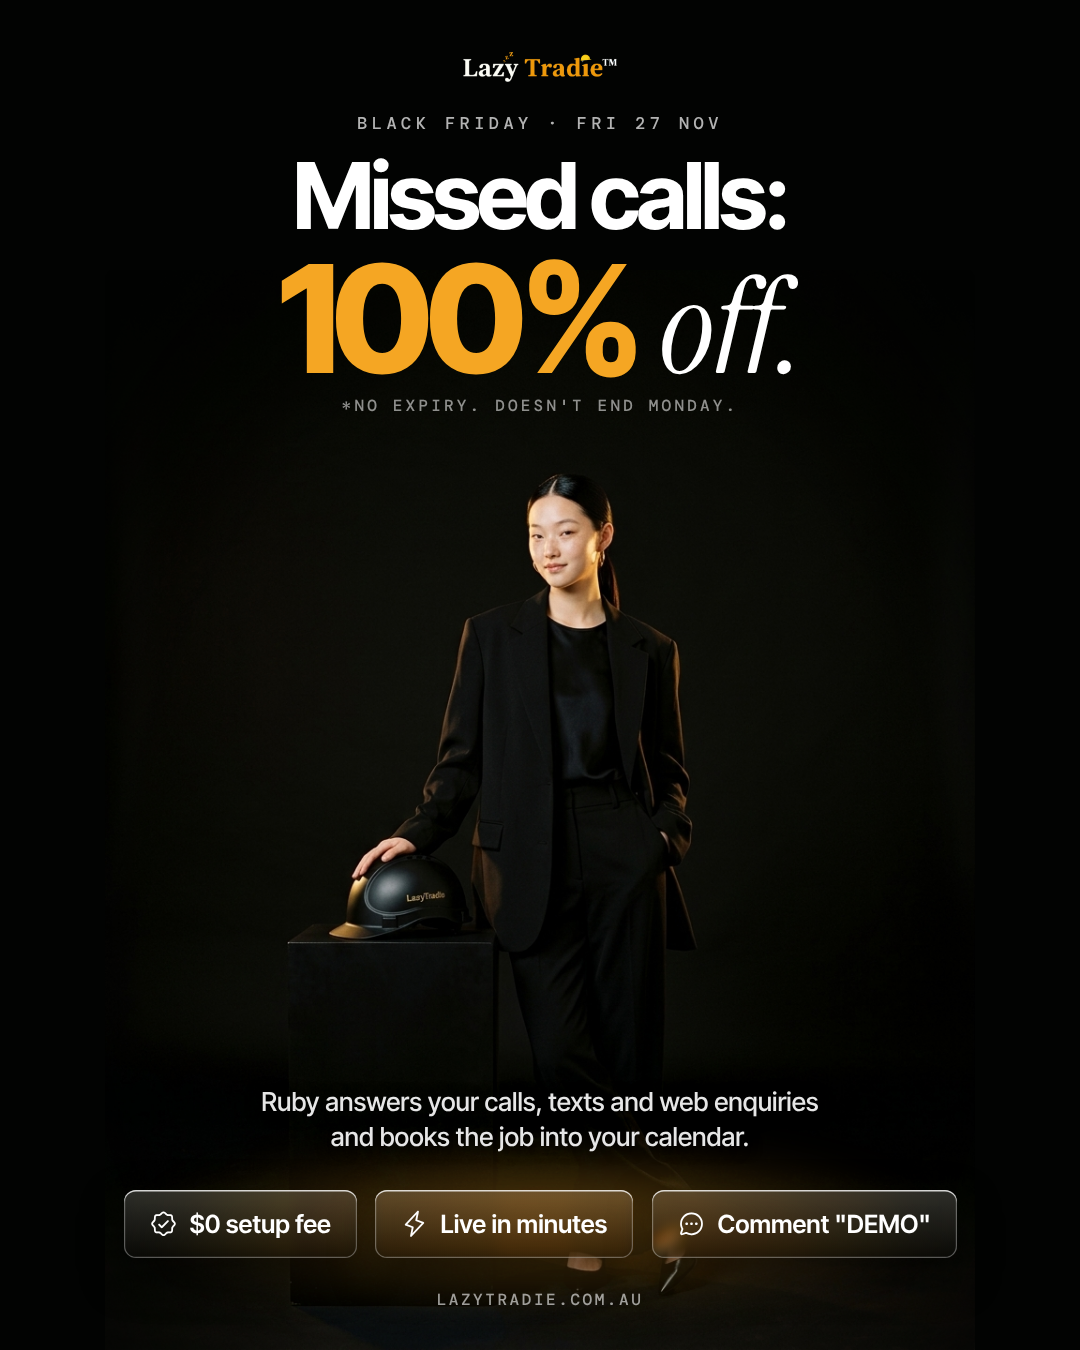 Lazy Tradie™
BLACK FRIDAY · FRI 27 NOV
Missed calls:
100% off.
*NO EXPIRY. DOESN'T END MONDAY.
LazyTradie
Ruby answers your calls, texts and web enquiries
and books the job into your calendar.
$0 setup fee
Live in minutes
Comment "DEMO"
LAZYTRADIE.COM.AU